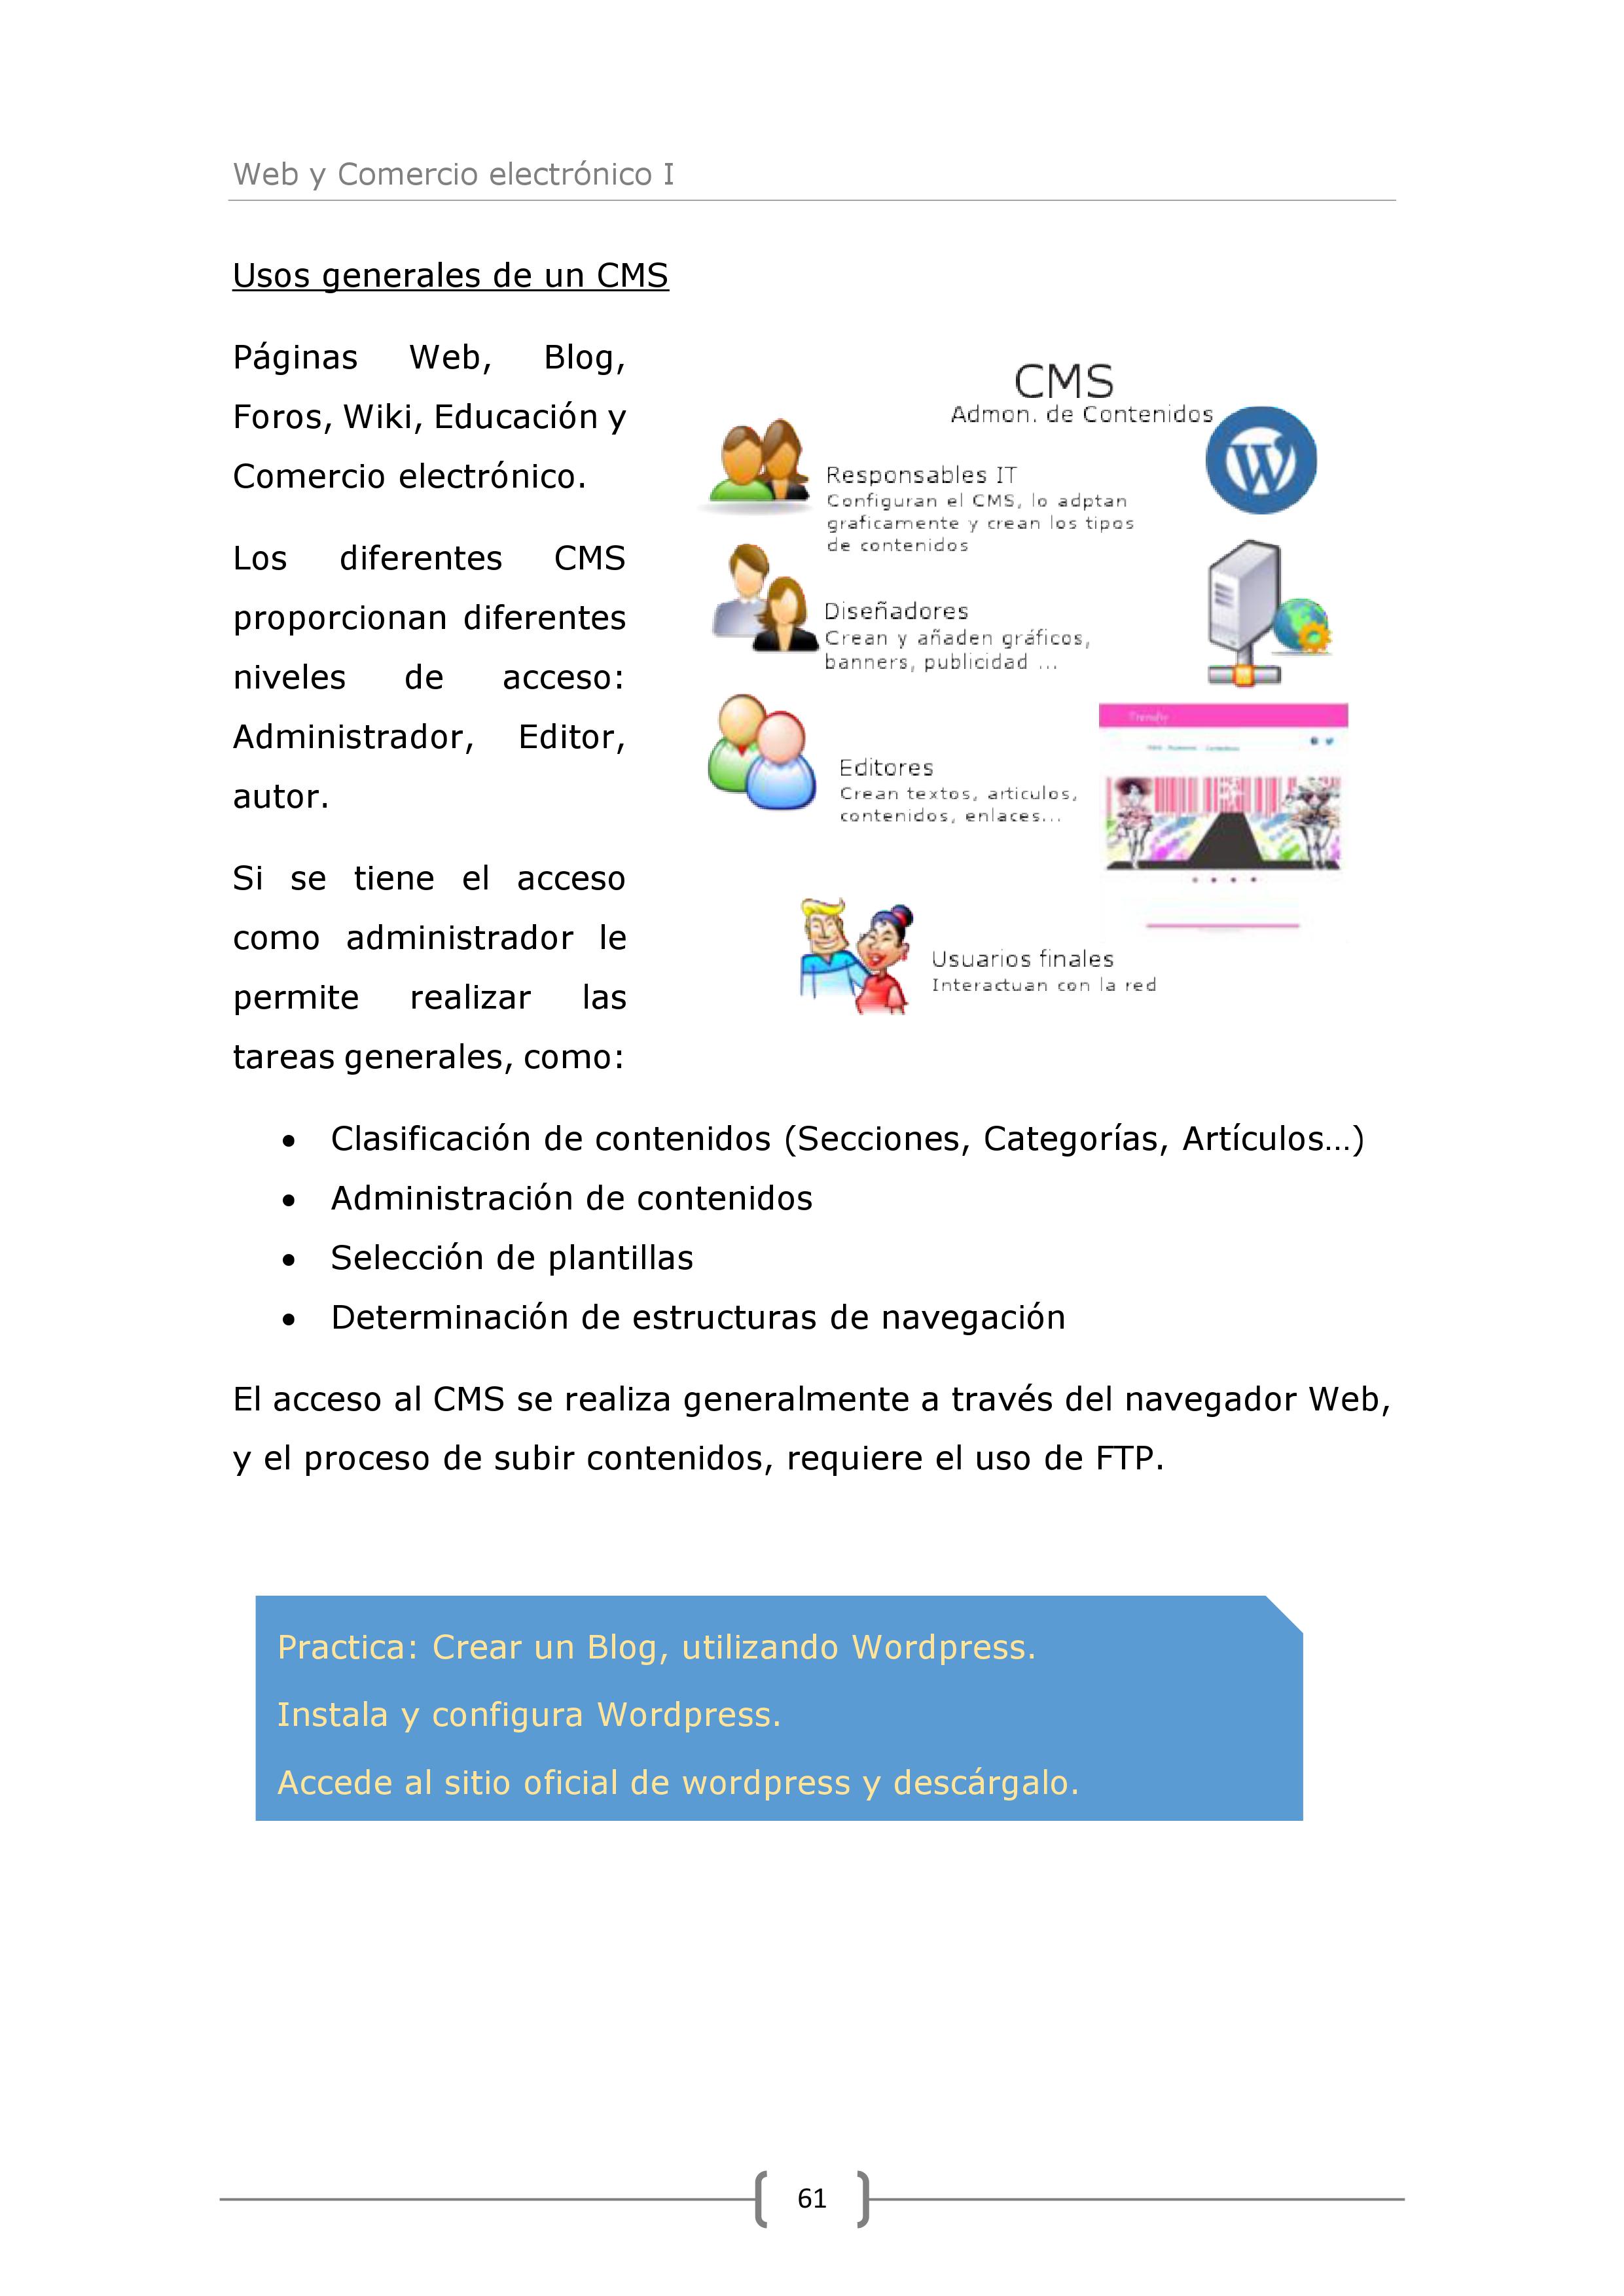 Web y Comercio electrónico I
Usos generales de un CMS
Páginas Web, Blog,
Foros, Wiki, Educación y
Comercio electrónico.
Los diferentes CMS
proporcionan diferentes
niveles de acceso:
Administrador, Editor,
autor.
Si se tiene el acceso
como administrador le
permite realizar las
tareas generales, como:
CMS
Admon. de Contenidos
Responsables IT
Configuran el CMS, lo adptan
graficamente y crean los tipos
de contenidos
Diseñadores
Crean y añaden gráficos,
banners, publicidad ...
Editores
Crean textos, articulos,
contenidos, enlaces...
Trendy
Usuarios finales
Interactuan con la red
• Clasificación de contenidos (Secciones, Categorías, Artículos…)
• Administración de contenidos
• Selección de plantillas
• Determinación de estructuras de navegación
El acceso al CMS se realiza generalmente a través del navegador Web,
y el proceso de subir contenidos, requiere el uso de FTP.
Practica: Crear un Blog, utilizando Wordpress.
Instala y configura Wordpress.
Accede al sitio oficial de wordpress y descárgalo.
61